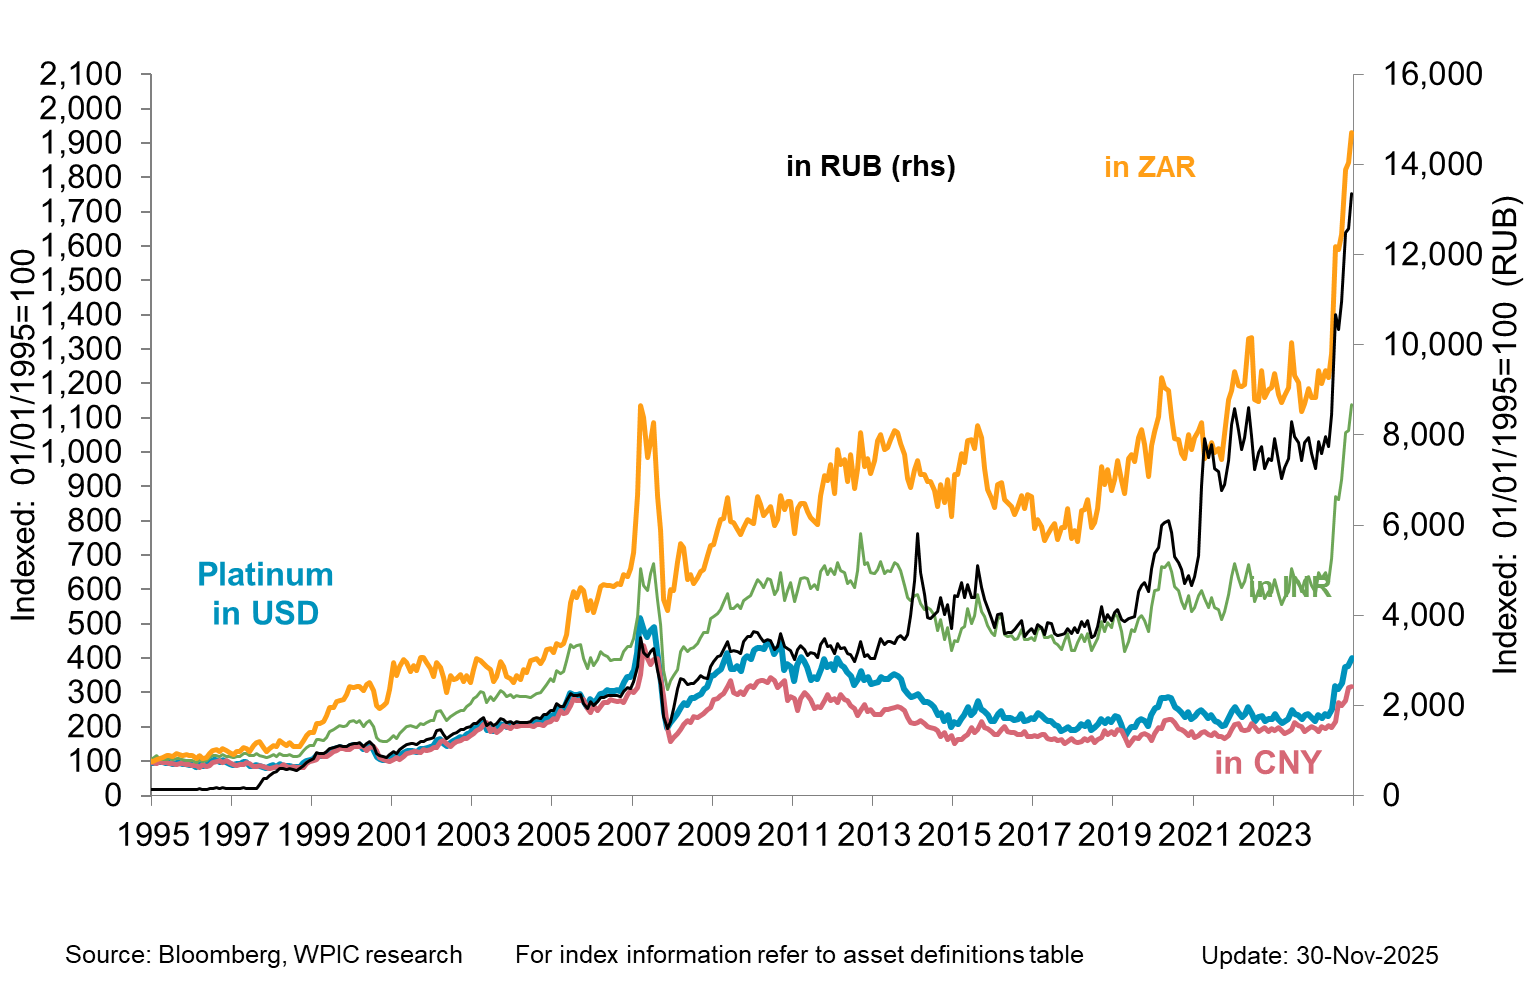 2,100
2,000
1,900
1,800
1,700
1,600
1,500
1,400
1,300
1,200
1,100
1,000
900
800
700
600
500
400
300
200
100
0
Indexed: 01/01/1995=100
16,000
14,000
12,000
10,000
8,000
6,000
4,000
2,000
0
Indexed: 01/01/1995=100 (RUB)
in RUB (rhs)
in ZAR
Platinum
in USD
in INR
in CNY
1995 1997 1999 2001 2003 2005 2007 2009 2011 2013 2015 2017 2019 2021 2023
Source: Bloomberg, WPIC research
For index information refer to asset definitions table
Update: 30-Nov-2025